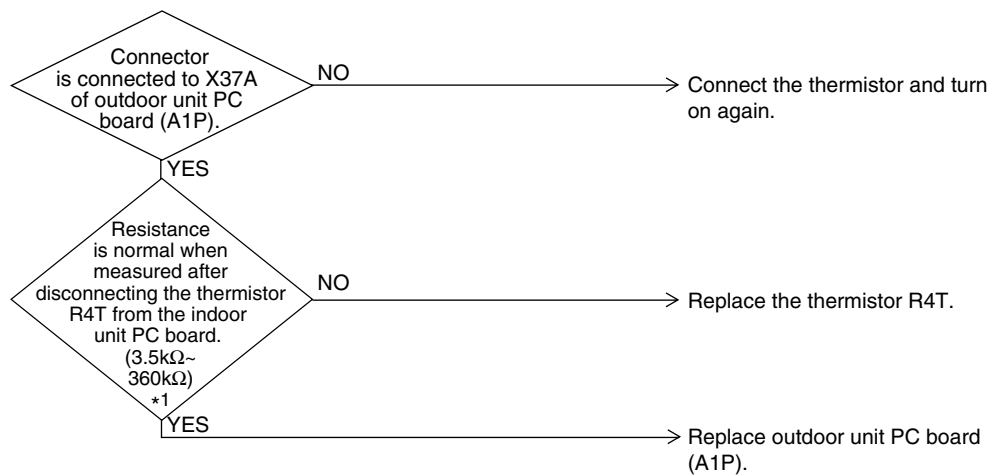 Connector
is connected to X37A
of outdoor unit PC
board (A1P).
NO
Connect the thermistor and turn
on again.
YES
Resistance
is normal when
measured after
disconnecting the thermistor
R4T from the indoor
unit PC board.
(3.5kΩ~
360kΩ)
*1
NO
Replace the thermistor R4T.
YES
Replace outdoor unit PC board
(A1P).